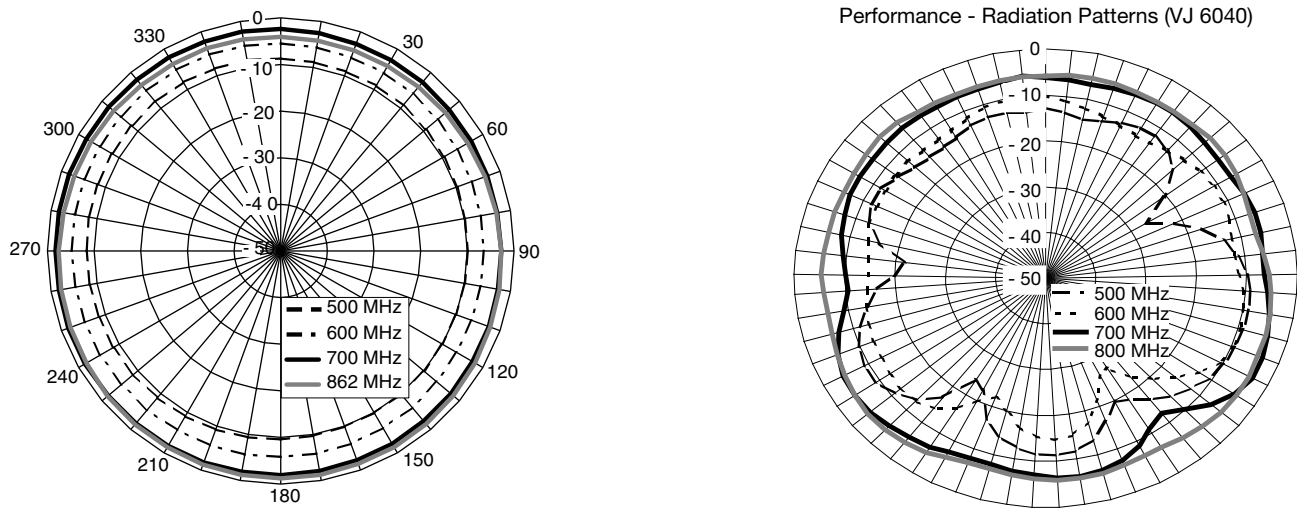 Performance - Radiation Patterns (VJ 6040)
0
330
30
- 10
300
60
- 20
- 30
-4 0
270
- 50
90
500 MHz
600 MHz
700 MHz
862 MHz
240
120
210
150
180
0
- 10
- 20
- 30
- 40
- 50
500 MHz
600 MHz
700 MHz
800 MHz